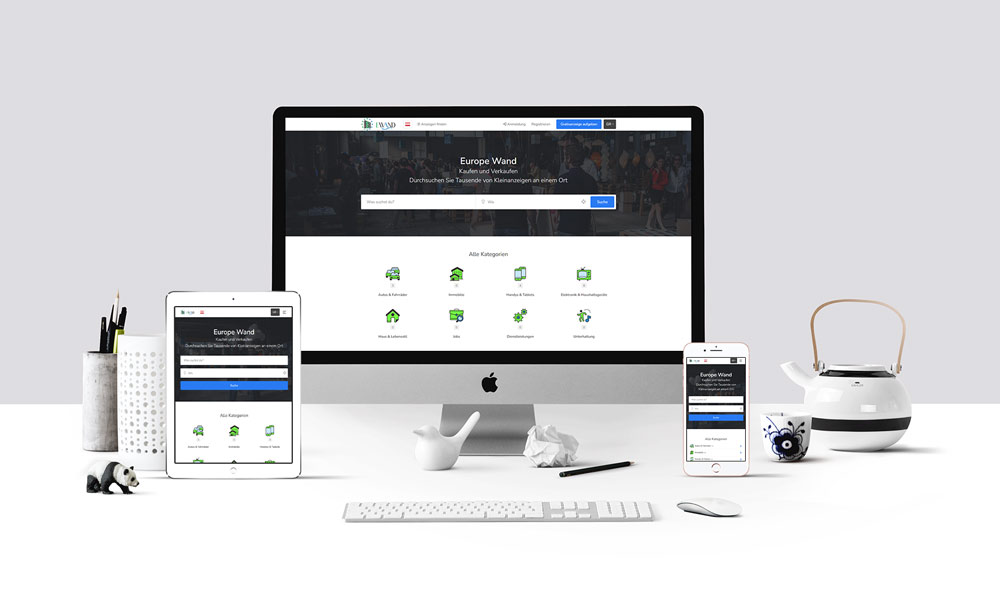 EWAND
Anzeigen finden
Anmeldung
Registrieren
Gratisanzeige aufgeben
Europe Wand
Kaufen und Verkaufen
Durchsuchen Sie Tausende von Kleinanzeigen an einem Ort
Was suchst du?
Wo
Suche
Alle Kategorien
Autos & Fahrräder
Immobilie
Handys & Tablets
Elektronik & Haushaltsgeräte
Haus & Lebensstil
Jobs
Dienstleistungen
Unterhaltung
Europe Wand
Kaufen und Verkaufen
Durchsuchen Sie Tausende von Kleinanzeigen an einem Ort
Was suchst du?
Wo
Suche
Alle Kategorien
Autos & Fahrräder
Immobilie
Handys & Tablets
Europe Wand
Kaufen und Verkaufen
Durchsuchen Sie Tausende von
Kleinanzeigen an einem Ort
Suche
Alle Kategorien